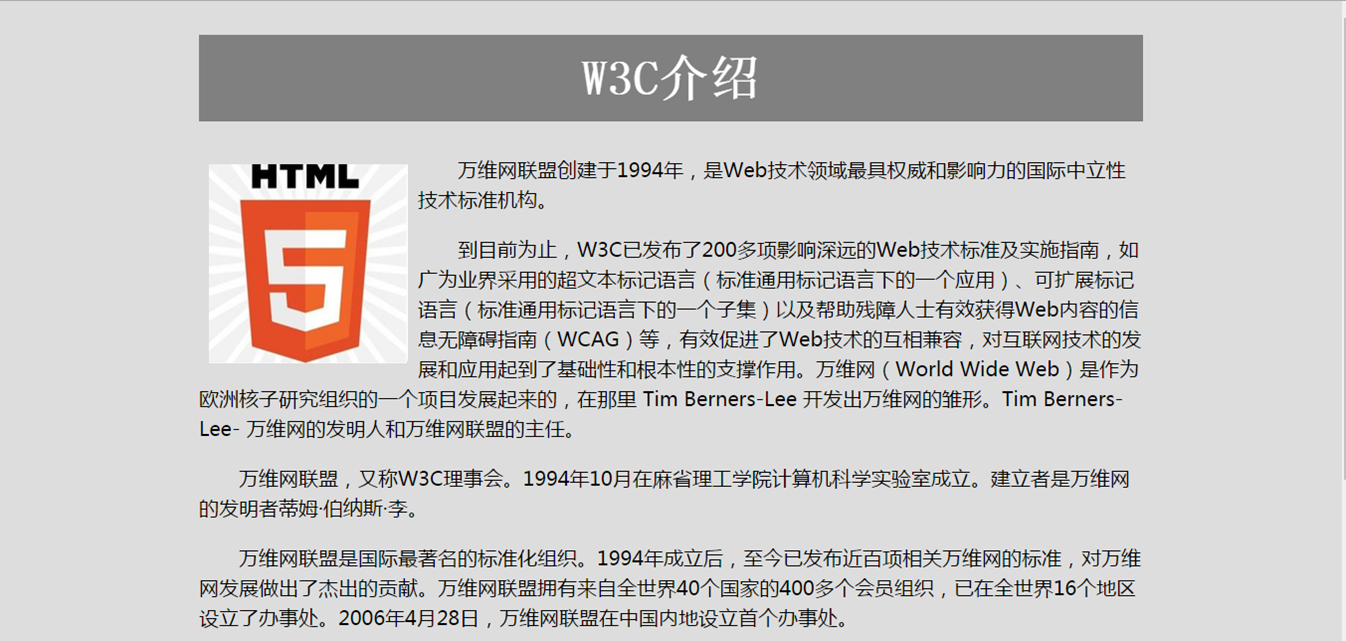 W3C介绍
HTML
5
万维网联盟创建于1994年，是Web技术领域最具权威和影响力的国际中立性
技术标准机构。
到目前为止，W3C已发布了200多项影响深远的Web技术标准及实施指南，如
广为业界采用的超文本标记语言（标准通用标记语言下的一个应用）、可扩展标记
语言（标准通用标记语言下的一个子集）以及帮助残障人士有效获得Web内容的信
息无障碍指南（WCAG）等，有效促进了Web技术的互相兼容，对互联网技术的发
展和应用起到了基础性和根本性的支撑作用。万维网（World Wide Web）是作为
欧洲核子研究组织的一个项目发展起来的，在那里 Tim Berners-Lee 开发出万维网的雏形。Tim Berners-
Lee- 万维网的发明人和万维网联盟的主任。
万维网联盟，又称W3C理事会。1994年10月在麻省理工学院计算机科学实验室成立。建立者是万维网
的发明者蒂姆·伯纳斯·李。
万维网联盟是国际最著名的标准化组织。1994年成立后，至今已发布近百项相关万维网的标准，对万维
网发展做出了杰出的贡献。万维网联盟拥有来自全世界40个国家的400多个会员组织，已在全世界16个地区
设立了办事处。2006年4月28日，万维网联盟在中国内地设立首个办事处。